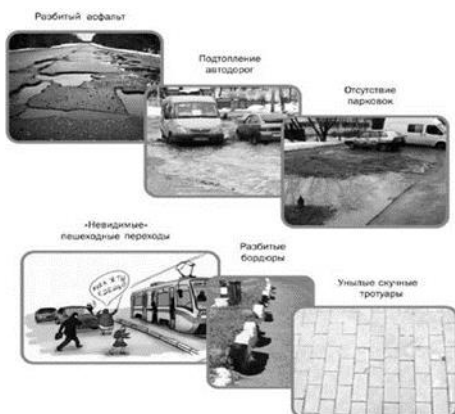 Разбитый асфальт
Подтопление
автодорог
Отсутствие
парковок
«Невидимые»
пешеходные переходы
Разбитые
бордюры
Унылые скучные
тротуары